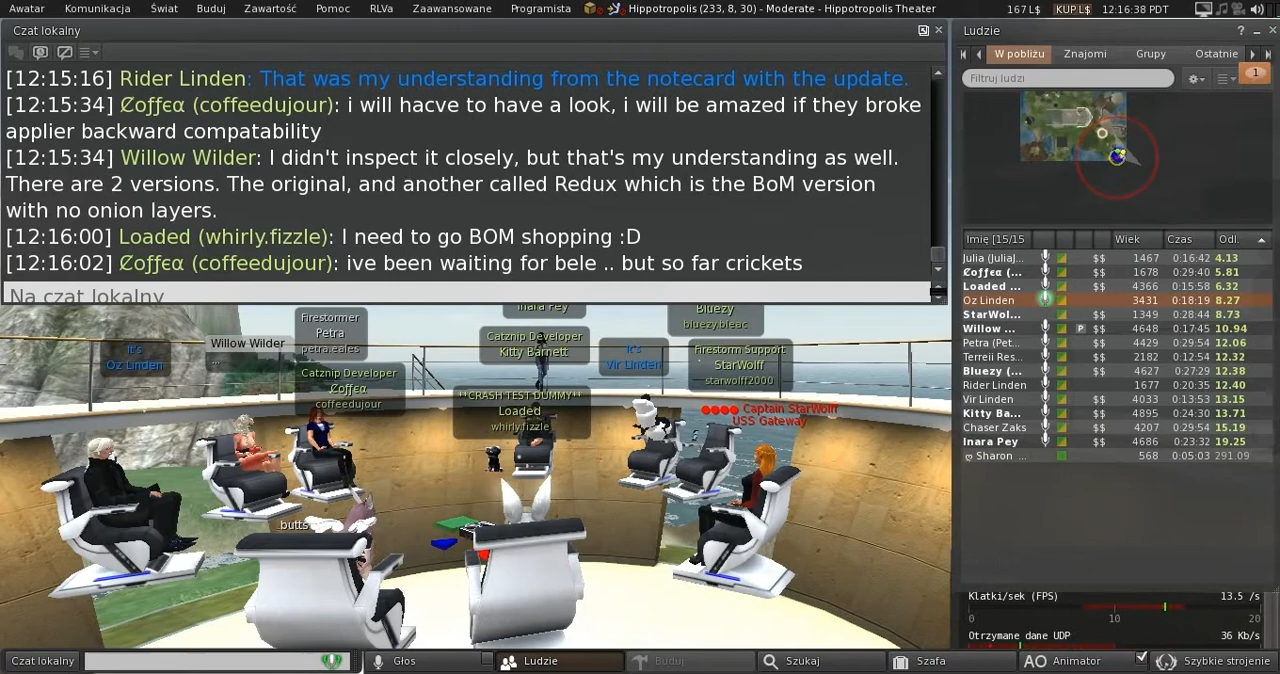 Awatar Komunikacja Świat Buduj Zawartość Pomoc RLVa Zaawansowane Programista Hippotropolis (233, 8, 30) - Moderate - Hippotropolis Theater 167 L$ KUP L$ 12:16:38 PDT
Czat lokalny
[12:15:16] Rider Linden: That was my understanding from the notecard with the update.
[12:15:34] Ȼoƒƒєα (coffeedujour): i will hacve to have a look, i will be amazed if they broke
applier backward compatability
[12:15:34] Willow Wilder: I didn't inspect it closely, but that's my understanding as well.
There are 2 versions. The original, and another called Redux which is the BoM version
with no onion layers.
[12:16:00] Loaded (whirly.fizzle): I need to go BOM shopping :D
[12:16:02] Ȼoƒƒєα (coffeedujour): ive been waiting for bele .. but so far crickets
Na czat lokalny
Inara Pey
Firestormer
Petra
petra.eales
Bluezy
bluezy.bleac
Willow Wilder
...
It's
Oz Linden
Catznip Developer
Kitty Barnett
It's
Vir Linden
Firestorm Support
StarWolff
starwolff2000
Catznip Developer
Ȼoƒƒєα
coffeedujour
!!CRASH TEST DUMMY!!
Loaded
whirly.fizzle
Captain StarWolff
USS Gateway
butts
Ludzie
? _ ×
W pobliżu Znajomi Grupy Ostatnie
1
Filtruj ludzi
Imię [15/15 Wiek Czas Odl.
Julia (JuliaJ... $$ 1467 0:16:42 4.13
Ȼoƒƒєα (... $$ 1678 0:29:40 5.81
Loaded ... $$ 4366 0:15:58 6.32
Oz Linden 3431 0:18:19 8.27
StarWol... $$ 1349 0:28:44 8.73
Willow ... P $$ 4648 0:17:45 10.94
Petra (Pet... $$ 4429 0:29:54 12.06
Terreii Res... $$ 2182 0:12:54 12.32
Bluezy (... $$ 4627 0:27:29 12.38
Rider Linden 1677 0:20:35 12.40
Vir Linden $$ 4033 0:13:53 13.15
Kitty Ba... $$ 4895 0:24:30 13.71
Chaser Zaks $$ 4207 0:29:54 15.19
Inara Pey $$ 4686 0:23:32 19.25
ღ Sharon ... 568 0:05:03 291.09
Klatki/sek (FPS) 13.5 /s
0 10 20
Otrzymane dane UDP 36 Kb/s
Czat lokalny Głos Ludzie Buduj Szukaj Szafa AO Animator Szybkie strojenie